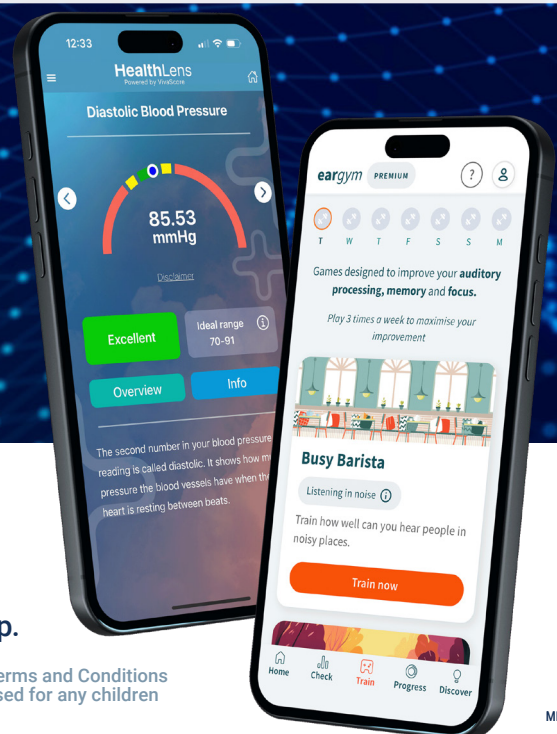 12:33
HealthLens
Powered by VivaScore
Diastolic Blood Pressure
85.53
mmHg
Disclaimer
Excellent
Ideal range
70-91
Overview
Info
The second number in your blood pressure
reading is called diastolic. It shows how
pressure the blood vessels have when the
heart is resting between beats.
eargym PREMIUM ?
T W T F S S M
Games designed to improve your auditory
processing, memory and focus.
Play 3 times a week to maximise your
improvement
Busy Barista
Listening in noise
Train how well can you hear people in
noisy places.
Train now
Home Check Train Progress Discover
p.
erms and Conditions
sed for any children